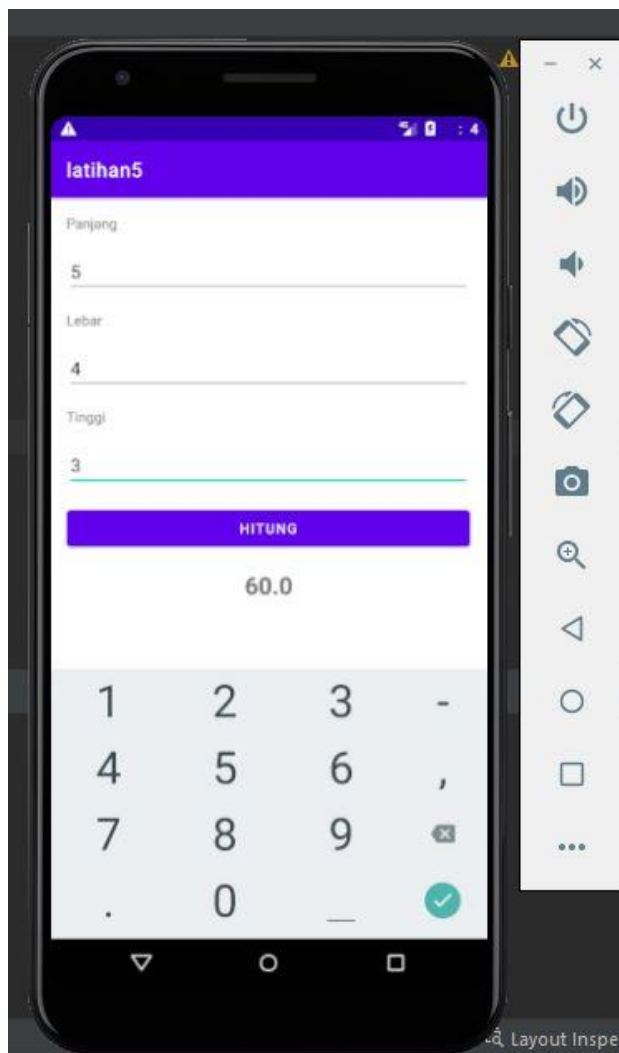 : 4
latihan5
Panjang
5
Lebar
4
Tinggi
3
HITUNG
60.0
1 2 3 -
4 5 6 ,
7 8 9
. 0 _
Layout Inspe